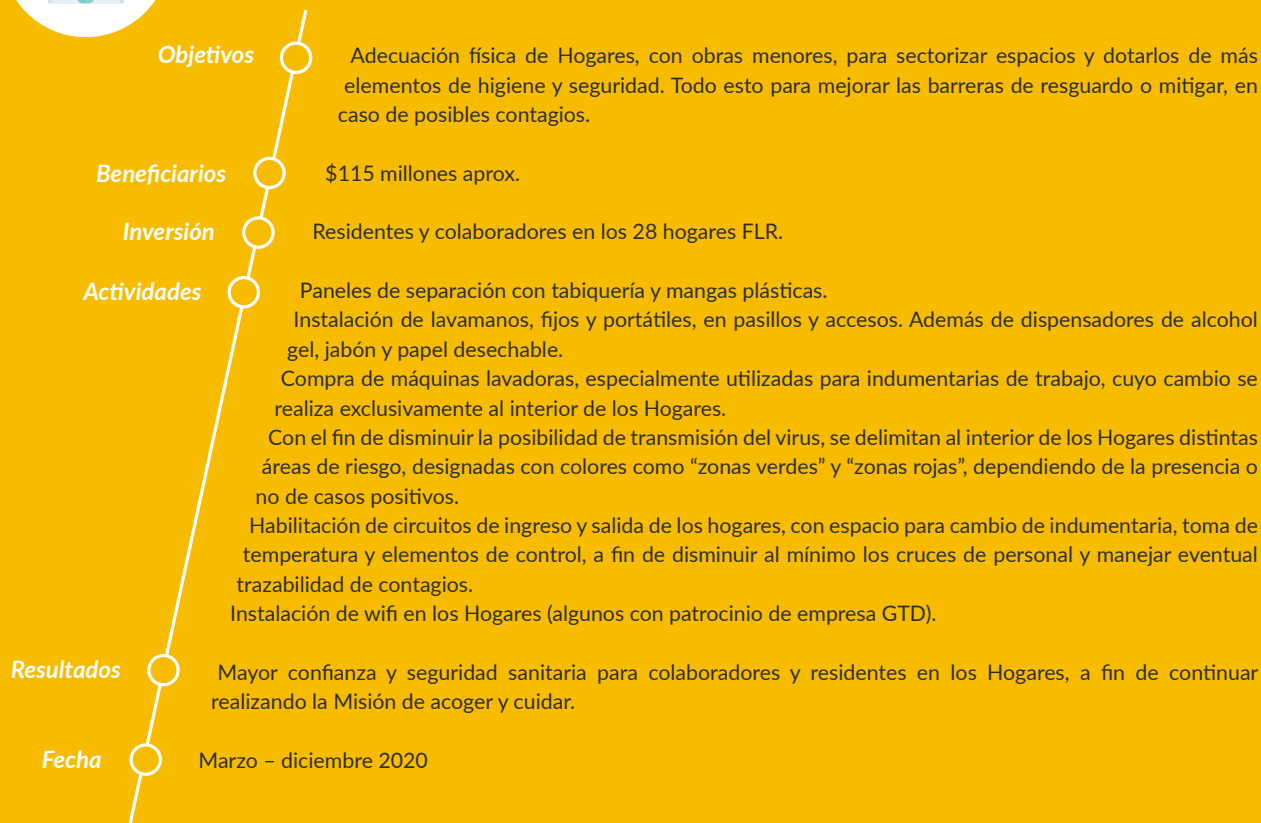 Objetivos
Adecuación física de Hogares, con obras menores, para sectorizar espacios y dotarlos de más
elementos de higiene y seguridad. Todo esto para mejorar las barreras de resguardo o mitigar, en
caso de posibles contagios.
Beneficiarios
$115 millones aprox.
Inversión
Residentes y colaboradores en los 28 hogares FLR.
Actividades
Paneles de separación con tabiquería y mangas plásticas.
Instalación de lavamanos, fijos y portátiles, en pasillos y accesos. Además de dispensadores de alcohol
gel, jabón y papel desechable.
Compra de máquinas lavadoras, especialmente utilizadas para indumentarias de trabajo, cuyo cambio se
realiza exclusivamente al interior de los Hogares.
Con el fin de disminuir la posibilidad de transmisión del virus, se delimitan al interior de los Hogares distintas
áreas de riesgo, designadas con colores como “zonas verdes” y “zonas rojas”, dependiendo de la presencia o
no de casos positivos.
Habilitación de circuitos de ingreso y salida de los hogares, con espacio para cambio de indumentaria, toma de
temperatura y elementos de control, a fin de disminuir al mínimo los cruces de personal y manejar eventual
trazabilidad de contagios.
Instalación de wifi en los Hogares (algunos con patrocinio de empresa GTD).
Resultados
Mayor confianza y seguridad sanitaria para colaboradores y residentes en los Hogares, a fin de continuar
realizando la Misión de acoger y cuidar.
Fecha
Marzo – diciembre 2020